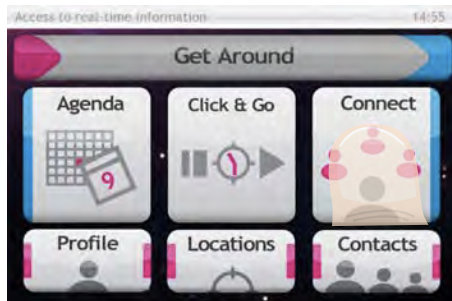 Access to real-time information 14:55
Get Around
Agenda Click & Go Connect
9
Profile Locations Contacts